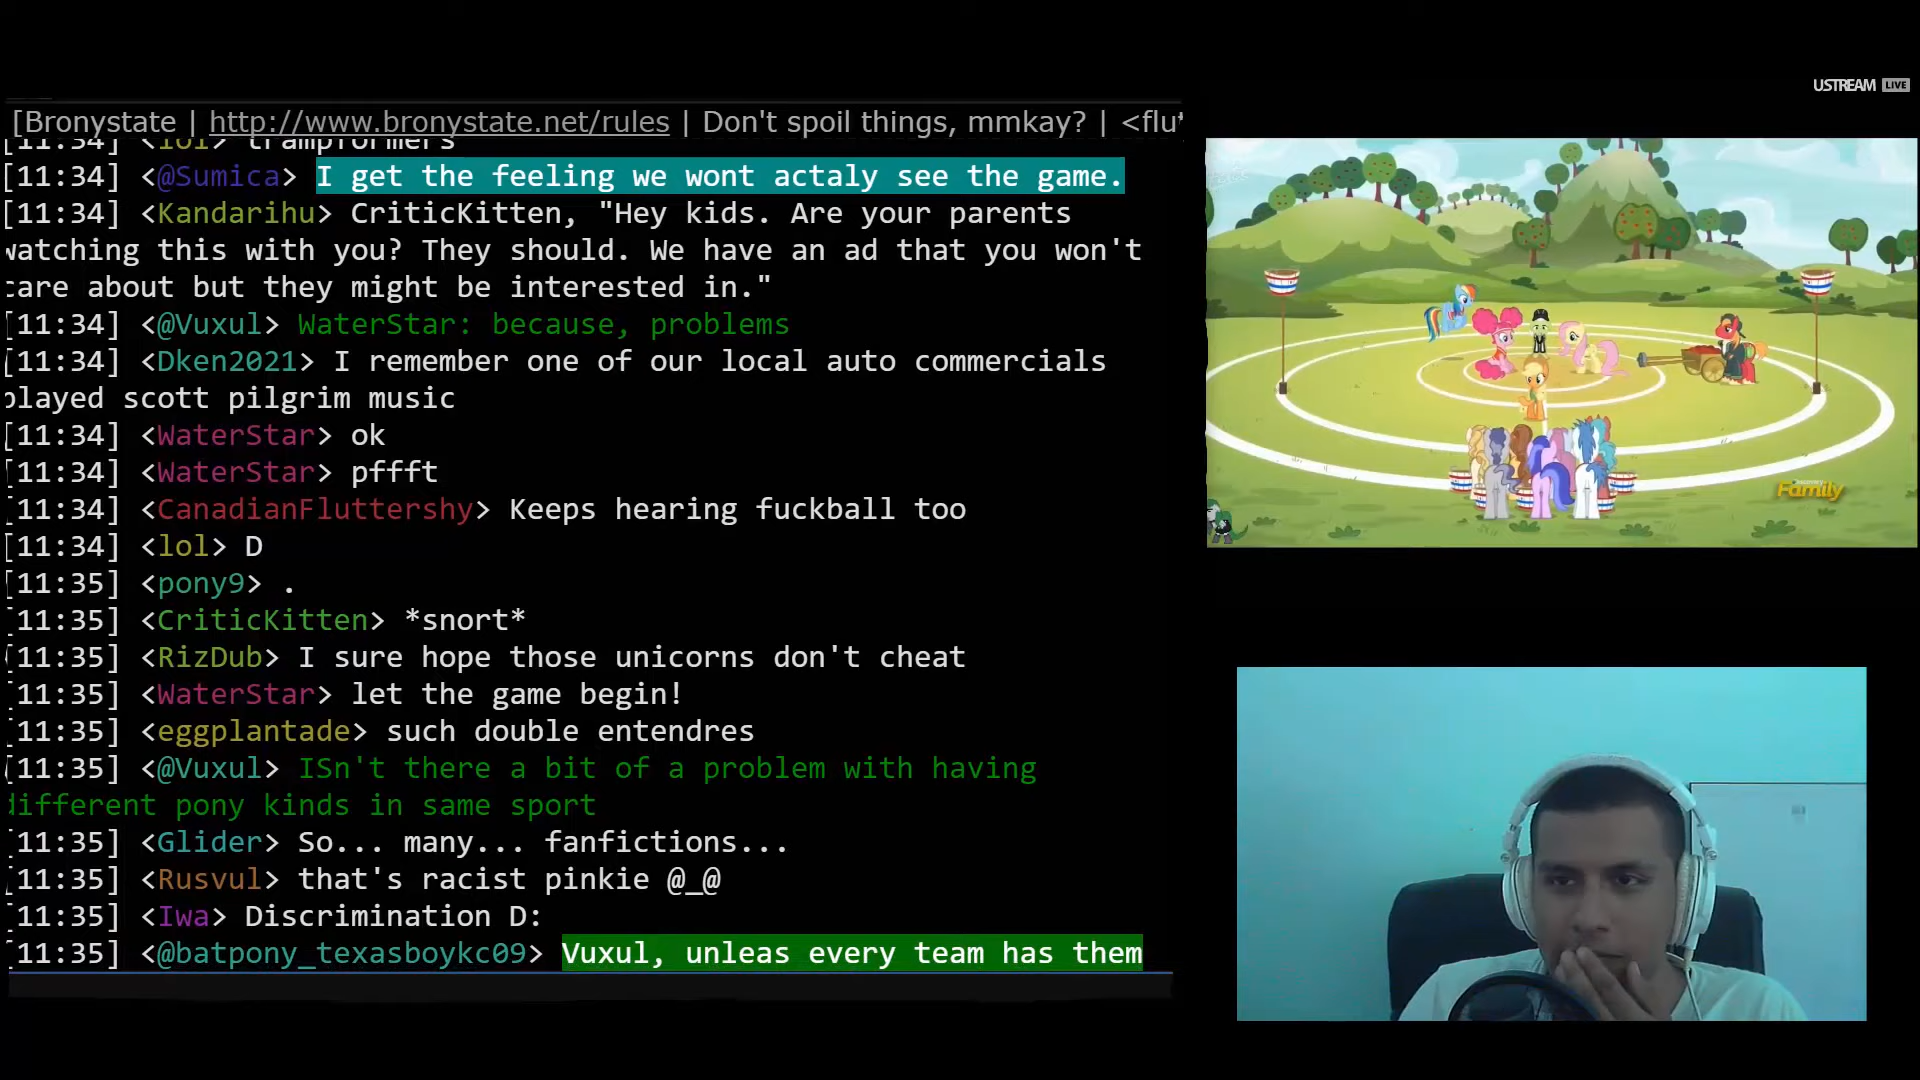 [Bronystate | http://www.bronystate.net/rules | Don't spoil things, mmkay? | <flu
[11:34] <lol> trampformers
[11:34] <@Sumica> I get the feeling we wont actaly see the game.
[11:34] <Kandarihu> CriticKitten, "Hey kids. Are your parents
watching this with you? They should. We have an ad that you won't
care about but they might be interested in."
[11:34] <@Vuxul> WaterStar: because, problems
[11:34] <Dken2021> I remember one of our local auto commercials
played scott pilgrim music
[11:34] <WaterStar> ok
[11:34] <WaterStar> pffft
[11:34] <CanadianFluttershy> Keeps hearing fuckball too
[11:34] <lol> D
[11:35] <pony9> .
[11:35] <CriticKitten> *snort*
[11:35] <RizDub> I sure hope those unicorns don't cheat
[11:35] <WaterStar> let the game begin!
[11:35] <eggplantade> such double entendres
[11:35] <@Vuxul> ISn't there a bit of a problem with having
different pony kinds in same sport
[11:35] <Glider> So... many... fanfictions...
[11:35] <Rusvul> that's racist pinkie @_@
[11:35] <Iwa> Discrimination D:
[11:35] <@batpony_texasboykc09> Vuxul, unleas every team has them
USTREAM LIVE
Family